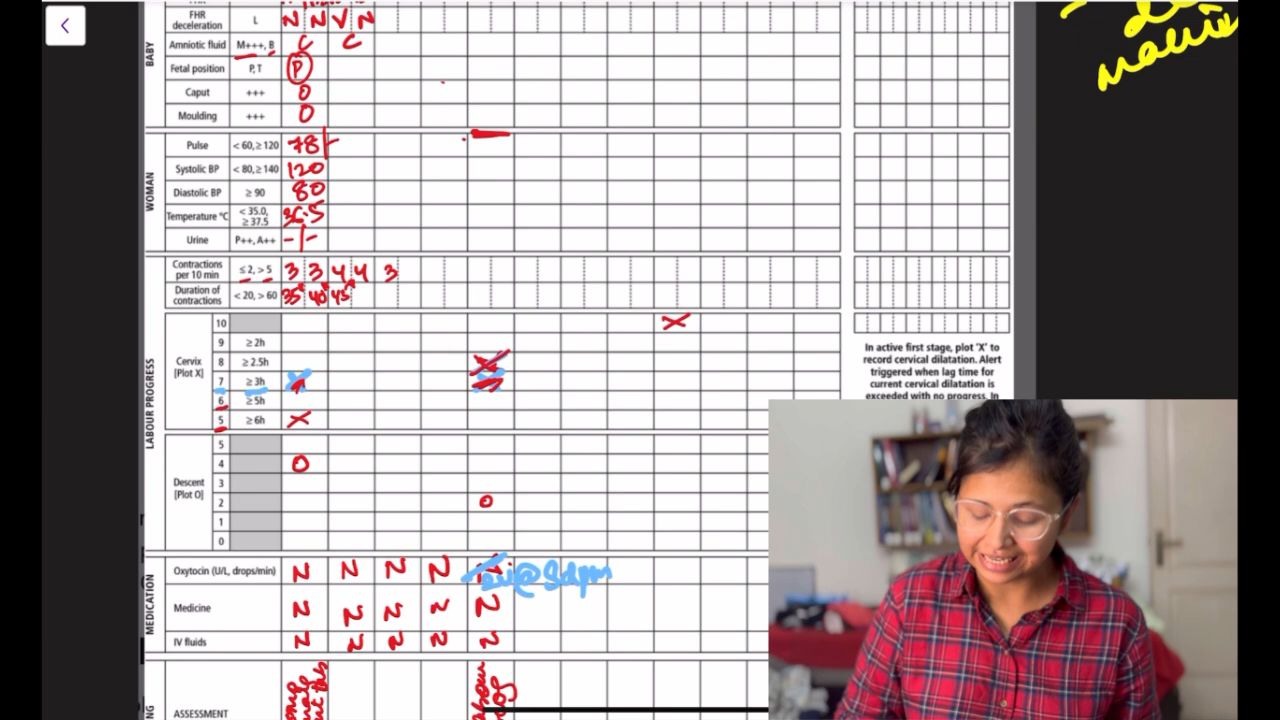 FHR deceleration L N N V N
Amniotic fluid M+++, B C C
Fetal position P, T P
Caput +++ 0
Moulding +++ 0
BABY
Pulse < 60, ≥ 120 78
Systolic BP < 80, ≥ 140 120
Diastolic BP ≥ 90 80
Temperature °C < 35.0, ≥ 37.5 36.5
Urine P++, A++ -/-
WOMAN
Contractions per 10 min ≤ 2, > 5 3 3 4 4 3
Duration of contractions < 20, > 60 35 40 45
LABOUR PROGRESS
Cervix [Plot X]
10 X
9 ≥ 2h
8 ≥ 2.5h X
7 ≥ 3h X
6 ≥ 5h
5 ≥ 6h X
Descent [Plot O]
5
4 O
3
2 O
1
0
In active first stage, plot 'X' to
record cervical dilatation. Alert
triggered when lag time for
current cervical dilatation is
exceeded with no progress. In
MEDICATION
Oxytocin (U/L, drops/min) N N N N
Medicine N N N N N
IV fluids N N N N N
ASSESSMENT